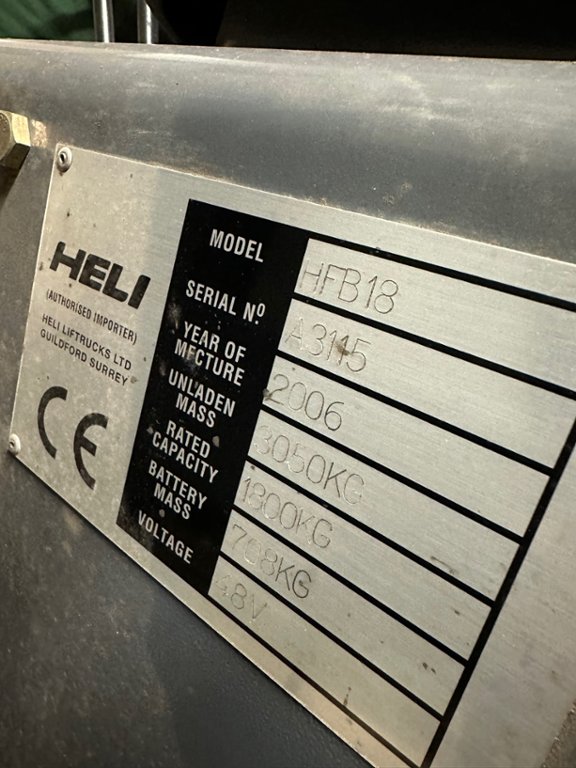 HELI
(AUTHORISED IMPORTER)
HELI LIFTRUCKS LTD
GUILDFORD SURREY
CE
MODEL HFB18
SERIAL Nº A3115
YEAR OF
MFCTURE 2006
UNLADEN
MASS 3050KG
RATED
CAPACITY 1800KG
BATTERY
MASS 708KG
VOLTAGE 48V